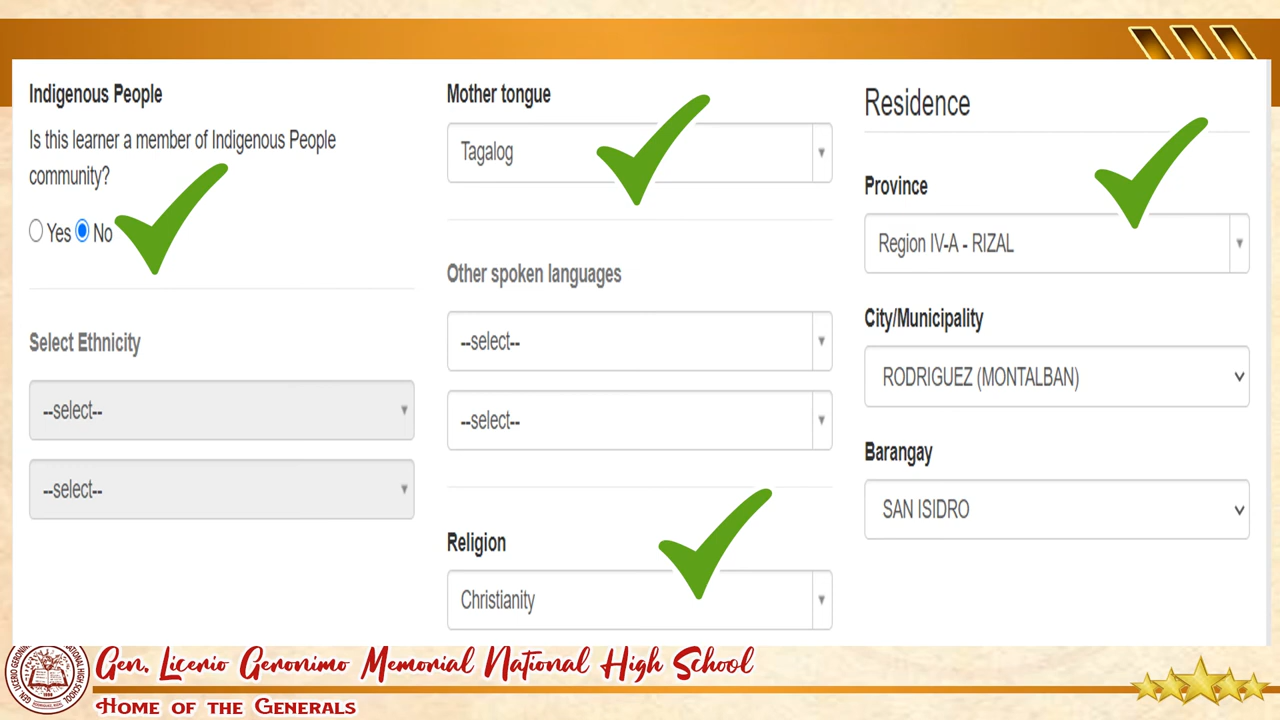 Indigenous People
Is this learner a member of Indigenous People
community?
Yes No
Select Ethnicity
--select--
--select--
Mother tongue
Tagalog
Other spoken languages
--select--
--select--
Religion
Christianity
Residence
Province
Region IV-A - RIZAL
City/Municipality
RODRIGUEZ (MONTALBAN)
Barangay
SAN ISIDRO
Gen. Licerio Geronimo Memorial National High School
Home of the Generals